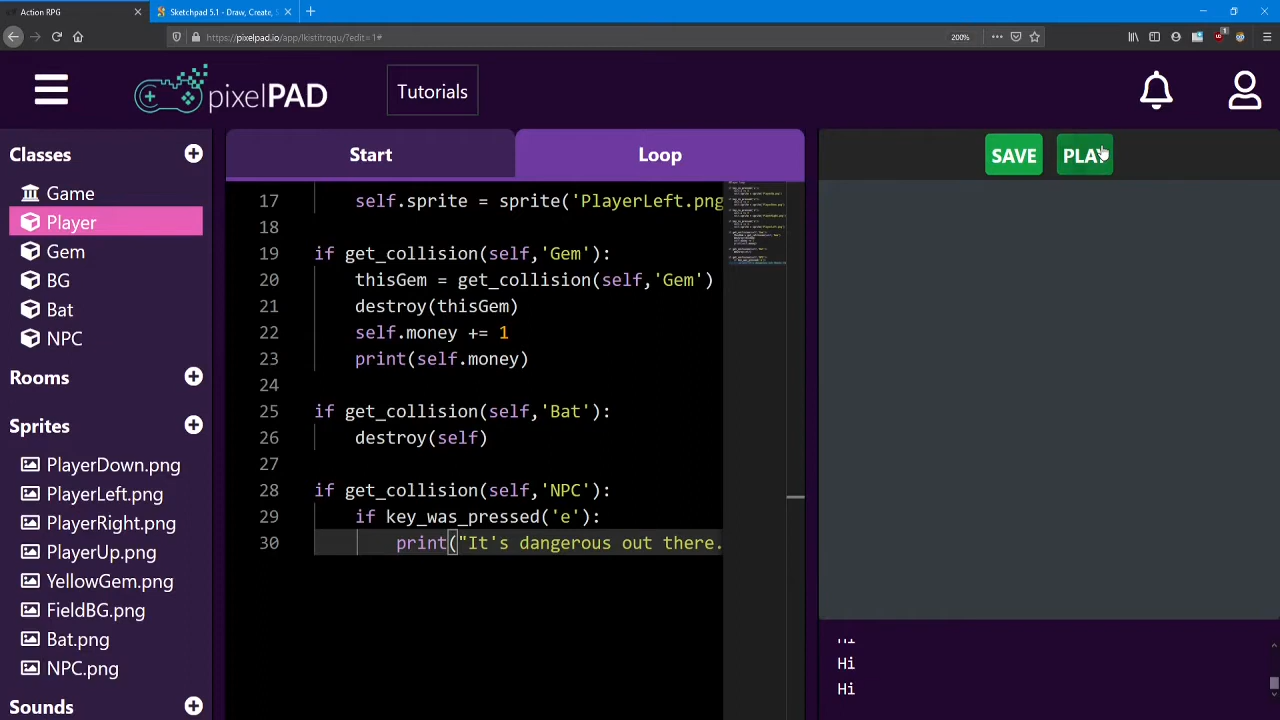 Action RPG
Sketchpad 5.1 - Draw, Create,
https://pixelpad.io/app/lkistitrqqu/?edit=1#
200%
pixelPAD
Tutorials
Classes
Game
Player
Gem
BG
Bat
NPC
Rooms
Sprites
PlayerDown.png
PlayerLeft.png
PlayerRight.png
PlayerUp.png
YellowGem.png
FieldBG.png
Bat.png
NPC.png
Sounds
Start
Loop
17 self.sprite = sprite('PlayerLeft.png
18
19 if get_collision(self,'Gem'):
20 thisGem = get_collision(self,'Gem')
21 destroy(thisGem)
22 self.money += 1
23 print(self.money)
24
25 if get_collision(self,'Bat'):
26 destroy(self)
27
28 if get_collision(self,'NPC'):
29 if key_was_pressed('e'):
30 print("It's dangerous out there.
SAVE
PLAY
Hi
Hi
Hi